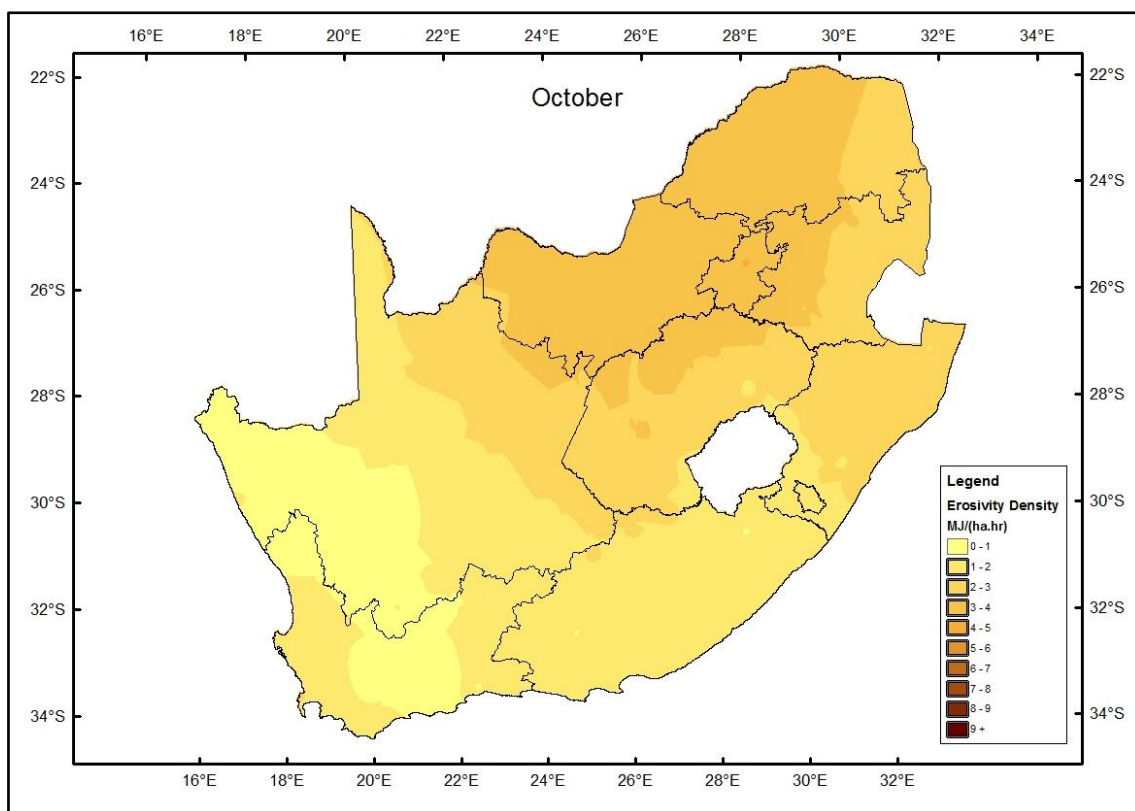 16°E 18°E 20°E 22°E 24°E 26°E 28°E 30°E 32°E 34°E
October
22°S 22°S
24°S 24°S
26°S 26°S
28°S 28°S
30°S 30°S
32°S 32°S
34°S 34°S
Legend
Erosivity Density
MJ/(ha.hr)
0 - 1
1 - 2
2 - 3
3 - 4
4 - 5
5 - 6
6 - 7
7 - 8
8 - 9
9 +
16°E 18°E 20°E 22°E 24°E 26°E 28°E 30°E 32°E